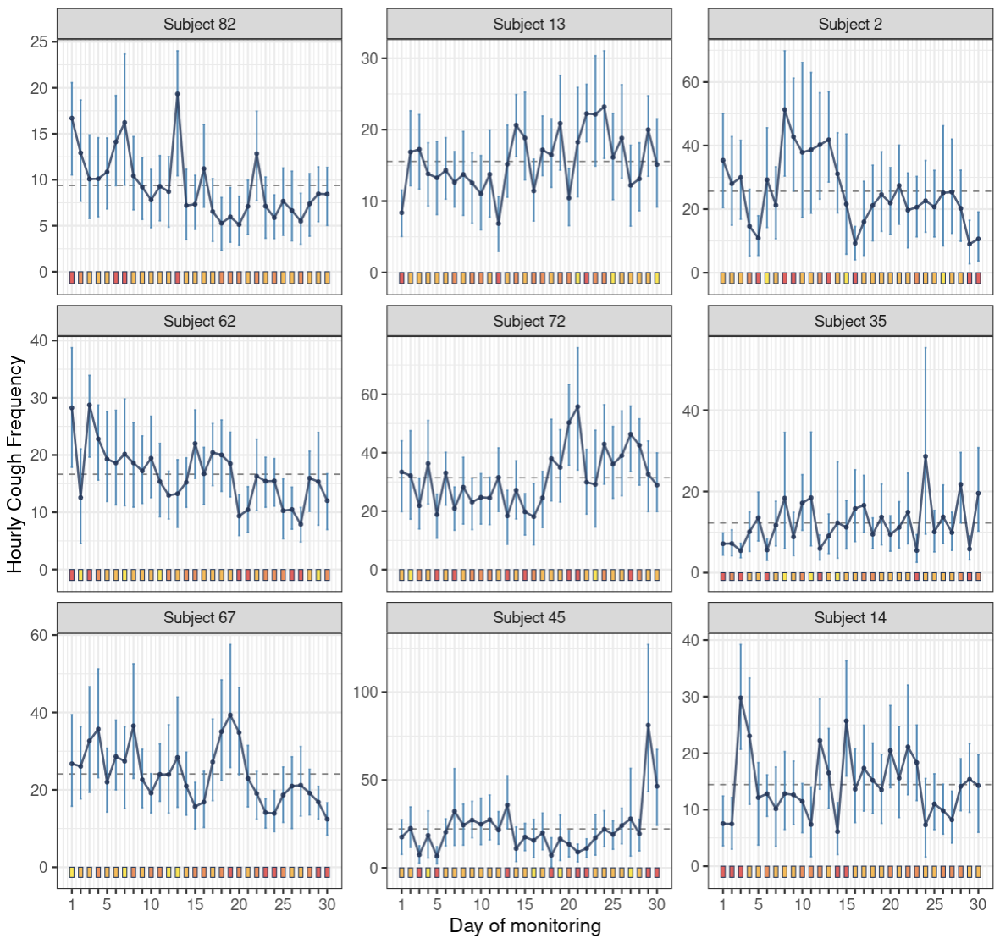 Subject 82
Subject 13
Subject 2
25
20
15
10
5
0
30
20
10
0
60
40
20
0
Subject 62
Subject 72
Subject 35
Hourly Cough Frequency
40
30
20
10
0
60
40
20
0
40
20
0
Subject 67
Subject 45
Subject 14
60
40
20
0
100
50
0
40
30
20
10
0
1 5 10 15 20 25 30
1 5 10 15 20 25 30
1 5 10 15 20 25 30
Day of monitoring